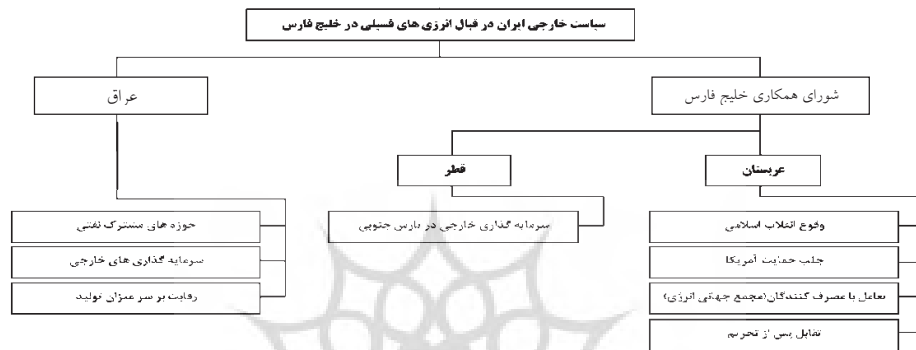 سیاست خارجی ایران در قبال انرژی های فسیلی در خلیج فارس
شورای همکاری خلیج فارس
عراق
عربستان
قطر
وقوع انقلاب اسلامی
جلب حمایت آمریکا
تعامل با مصرف کنندگان(مجمع جهانی انرژی)
تقابل پس از تحریم
سرمایه گذاری خارجی در پارس جنوبی
حوزه های مشترک نفتی
سرمایه گذاری های خارجی
رقابت بر سر میزان تولید